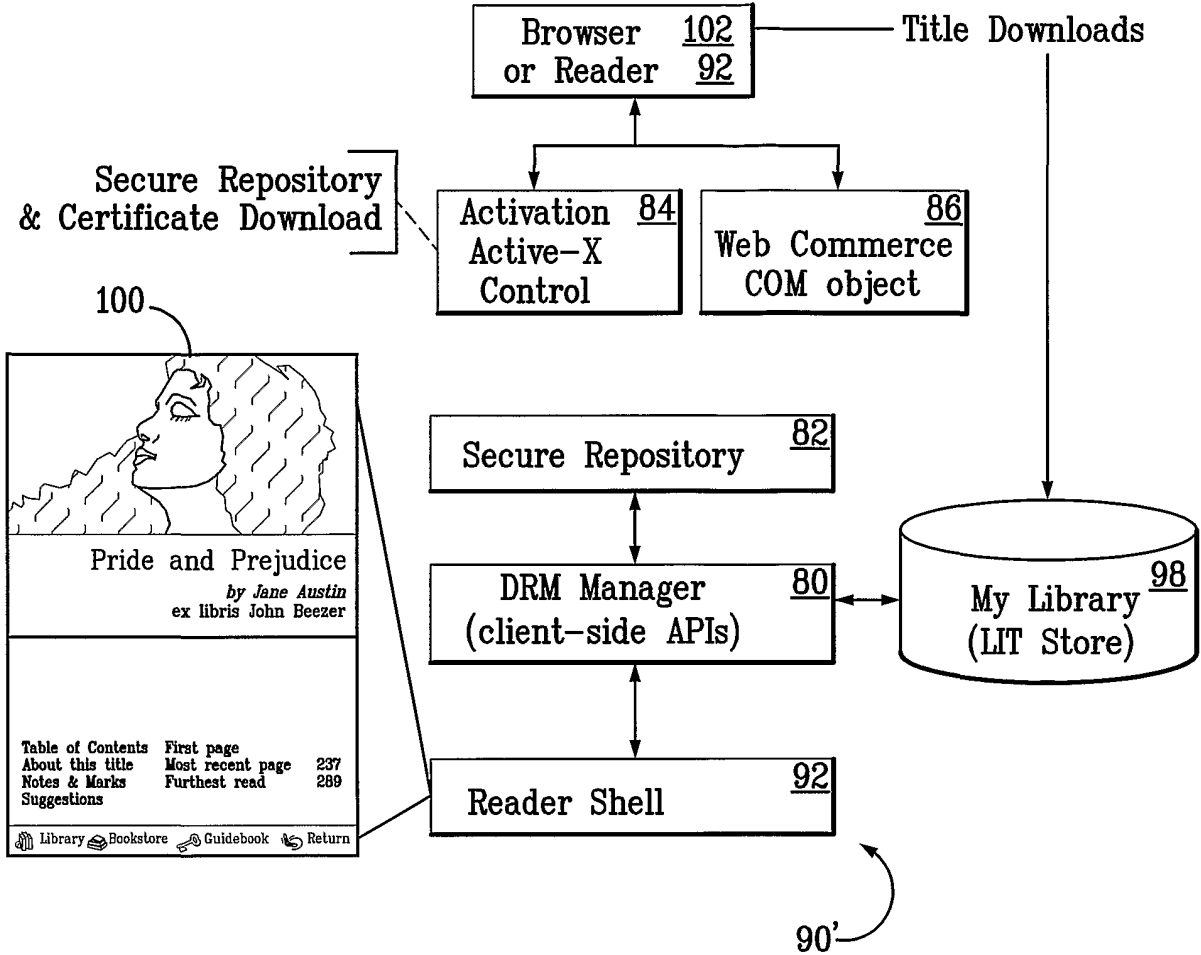 Browser 102
or Reader 92
Title Downloads
Secure Repository
& Certificate Download
Activation 84
Active-X
Control
86
Web Commerce
COM object
100
82
Secure Repository
Pride and Prejudice
by Jane Austin
ex libris John Beezer
DRM Manager 80
(client-side APIs)
My Library 98
(LIT Store)
Table of Contents First page
About this title Most recent page 237
Notes & Marks Furthest read 289
Suggestions
92
Reader Shell
Library Bookstore Guidebook Return
90'